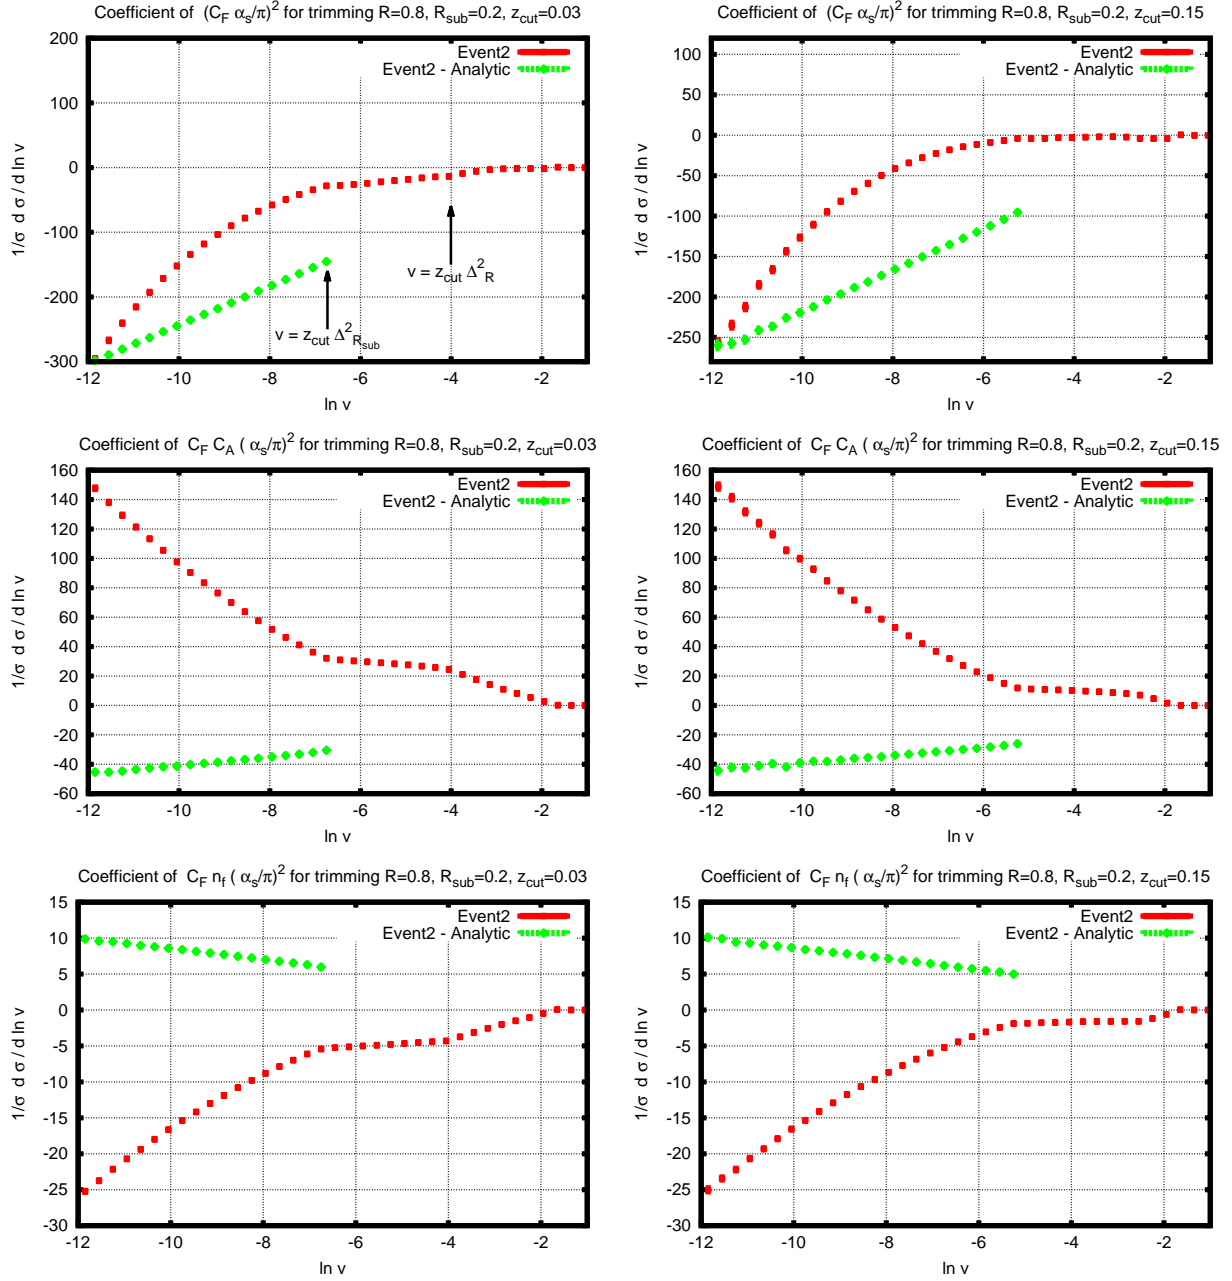 Coefficient of (C_F α_s/π)^2 for trimming R=0.8, R_sub=0.2, z_cut=0.03
1/σ d σ / d ln v
200
100
0
-100
-200
-300
Event2
Event2 - Analytic
v = z_cut Δ^2_R
v = z_cut Δ^2_R_sub
-12 -10 -8 -6 -4 -2
ln v
Coefficient of (C_F α_s/π)^2 for trimming R=0.8, R_sub=0.2, z_cut=0.15
1/σ d σ / d ln v
100
50
0
-50
-100
-150
-200
-250
Event2
Event2 - Analytic
-12 -10 -8 -6 -4 -2
ln v
Coefficient of C_F C_A ( α_s/π)^2 for trimming R=0.8, R_sub=0.2, z_cut=0.03
1/σ d σ / d ln v
160
140
120
100
80
60
40
20
0
-20
-40
-60
Event2
Event2 - Analytic
-12 -10 -8 -6 -4 -2
ln v
Coefficient of C_F C_A ( α_s/π)^2 for trimming R=0.8, R_sub=0.2, z_cut=0.15
1/σ d σ / d ln v
160
140
120
100
80
60
40
20
0
-20
-40
-60
Event2
Event2 - Analytic
-12 -10 -8 -6 -4 -2
ln v
Coefficient of C_F n_f ( α_s/π)^2 for trimming R=0.8, R_sub=0.2, z_cut=0.03
1/σ d σ / d ln v
15
10
5
0
-5
-10
-15
-20
-25
-30
Event2
Event2 - Analytic
-12 -10 -8 -6 -4 -2
ln v
Coefficient of C_F n_f ( α_s/π)^2 for trimming R=0.8, R_sub=0.2, z_cut=0.15
1/σ d σ / d ln v
15
10
5
0
-5
-10
-15
-20
-25
-30
Event2
Event2 - Analytic
-12 -10 -8 -6 -4 -2
ln v